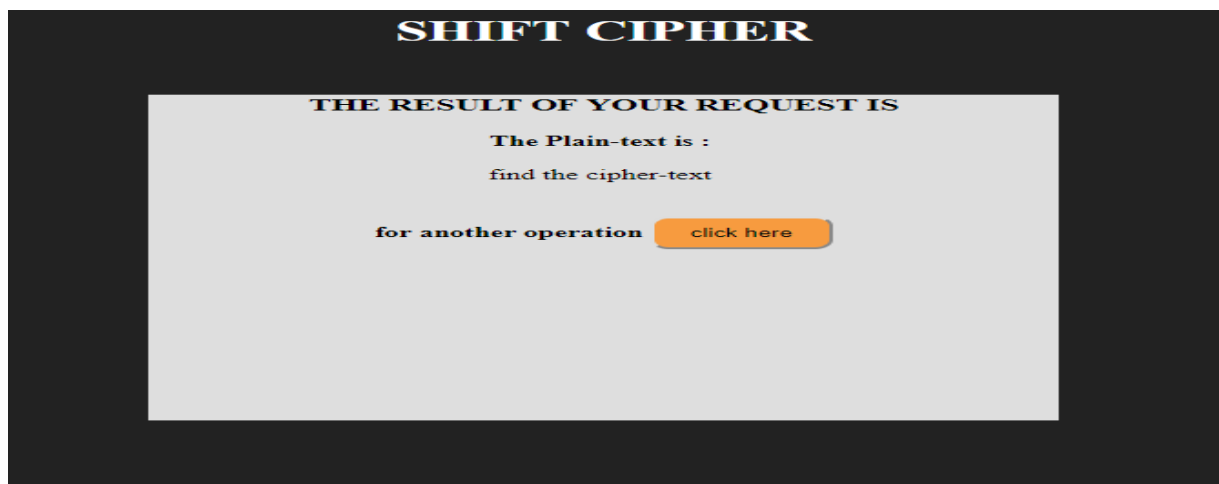 SHIFT CIPHER
THE RESULT OF YOUR REQUEST IS
The Plain-text is :
find the cipher-text
for another operation click here